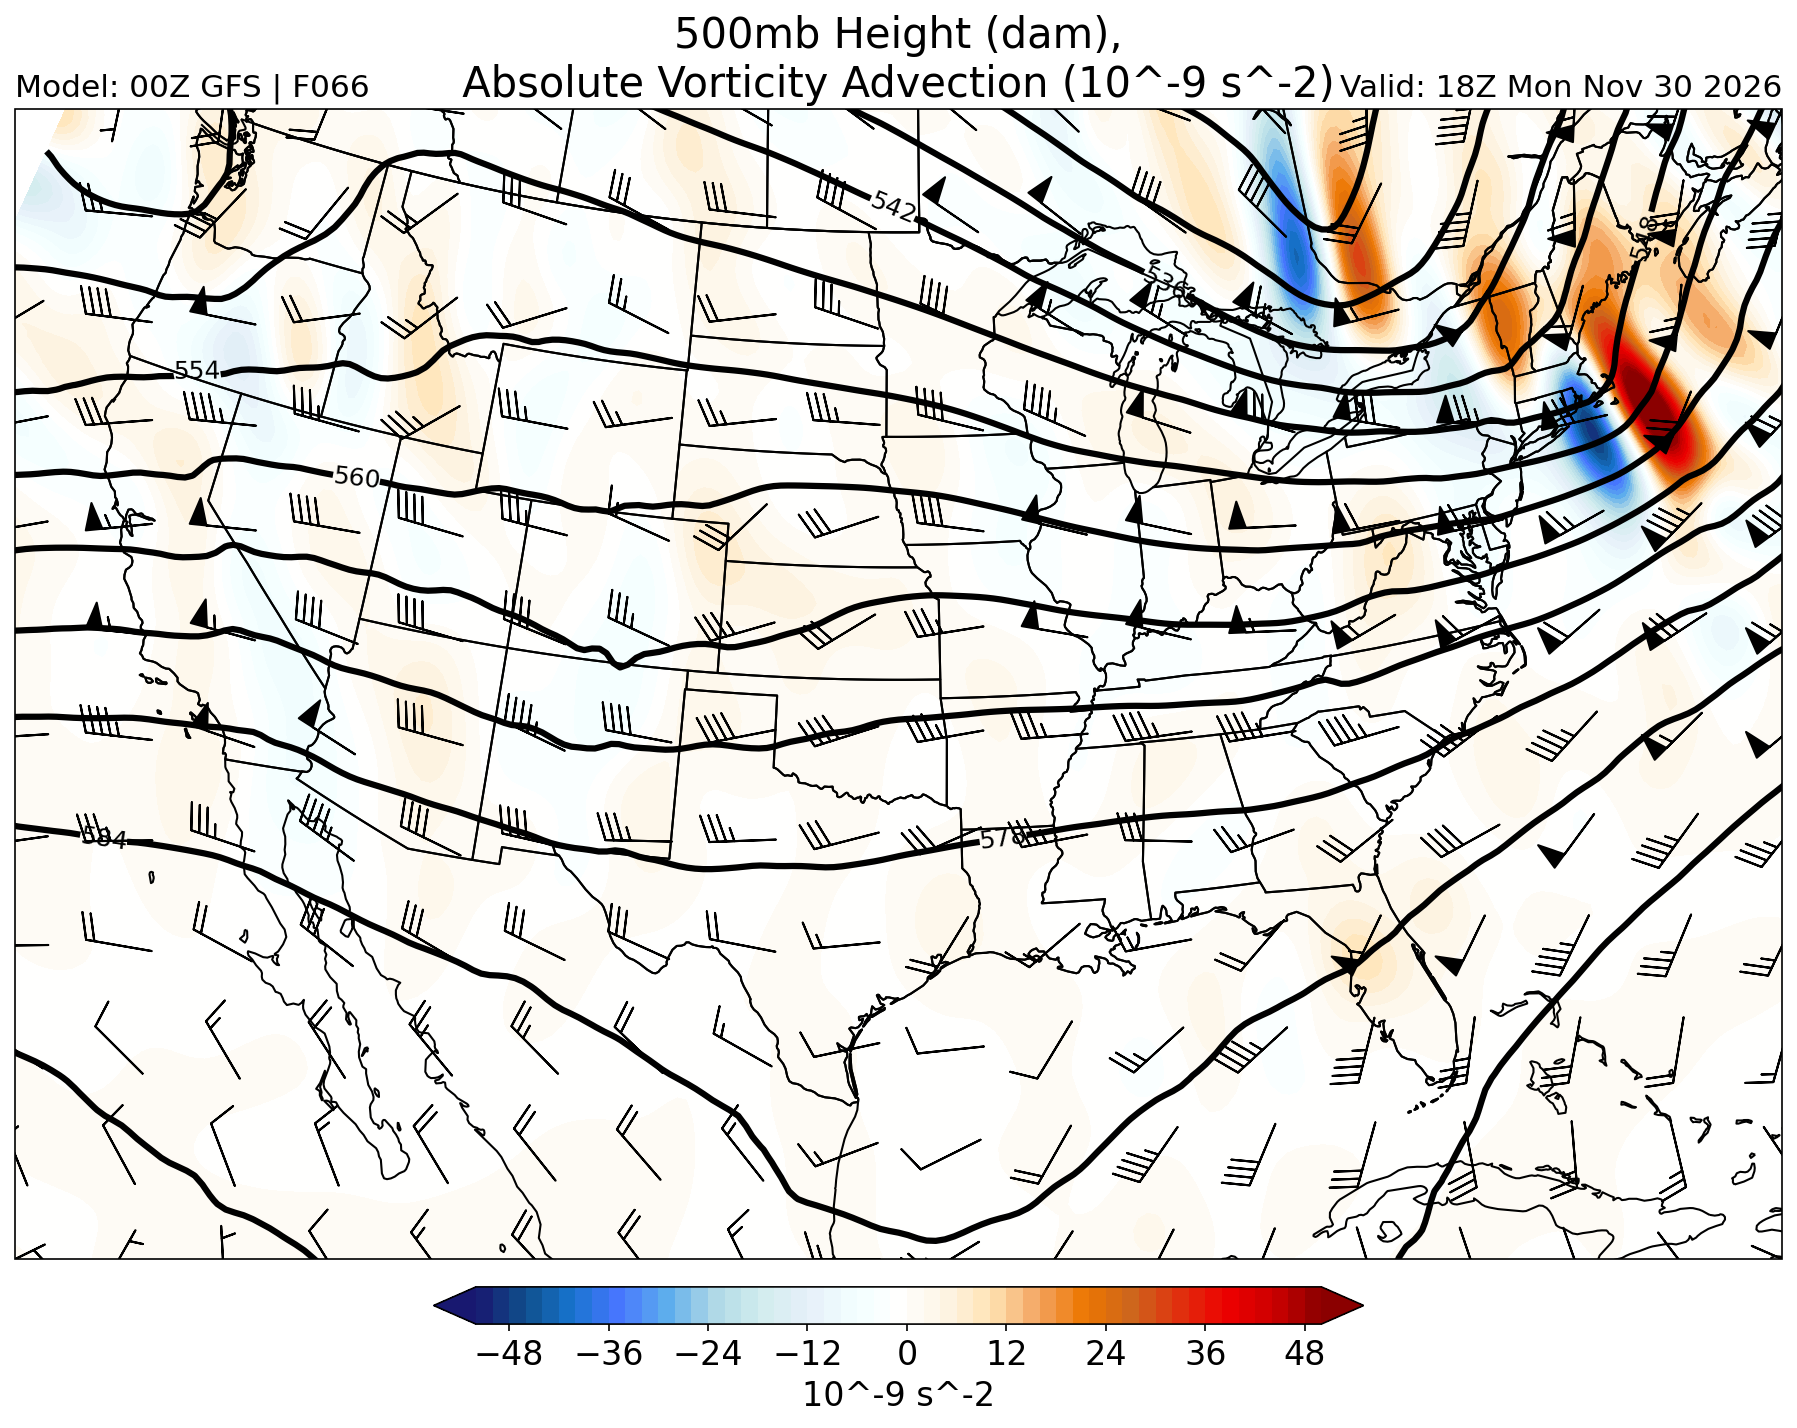 500mb Height (dam),
Absolute Vorticity Advection (10^-9 s^-2)
Model: 00Z GFS | F066
Valid: 18Z Mon Nov 30 2026
542
536
554
560
584
578
−48 −36 −24 −12 0 12 24 36 48
10^-9 s^-2